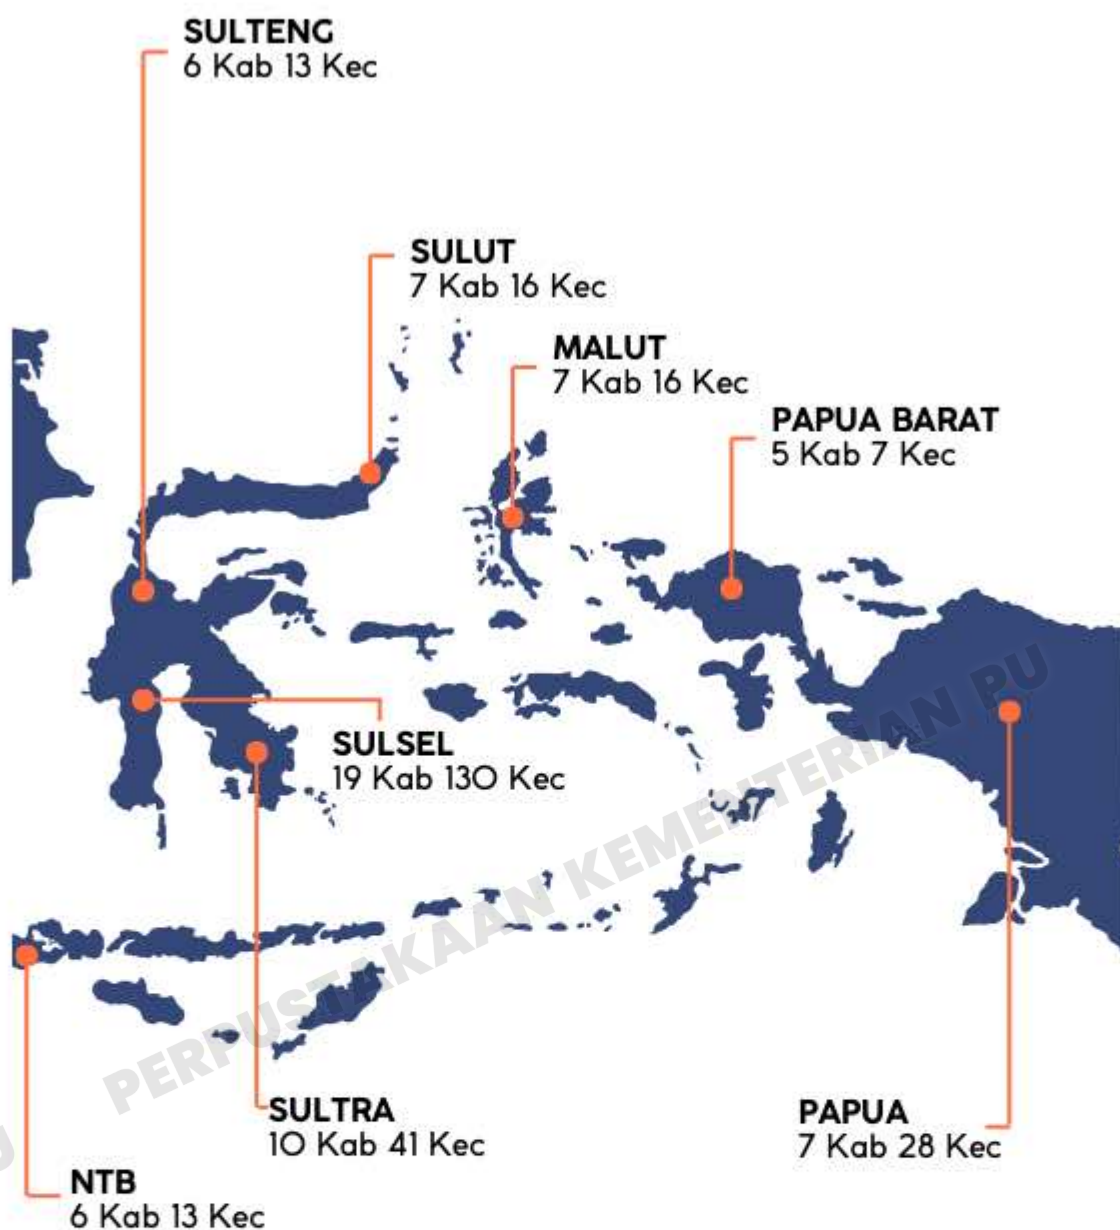 SULTENG
6 Kab 13 Kec
SULUT
7 Kab 16 Kec
MALUT
7 Kab 16 Kec
PAPUA BARAT
5 Kab 7 Kec
SULSEL
19 Kab 130 Kec
SULTRA
10 Kab 41 Kec
PAPUA
7 Kab 28 Kec
NTB
6 Kab 13 Kec
PERPUSTAKAAN KEMENTERIAN PU
U